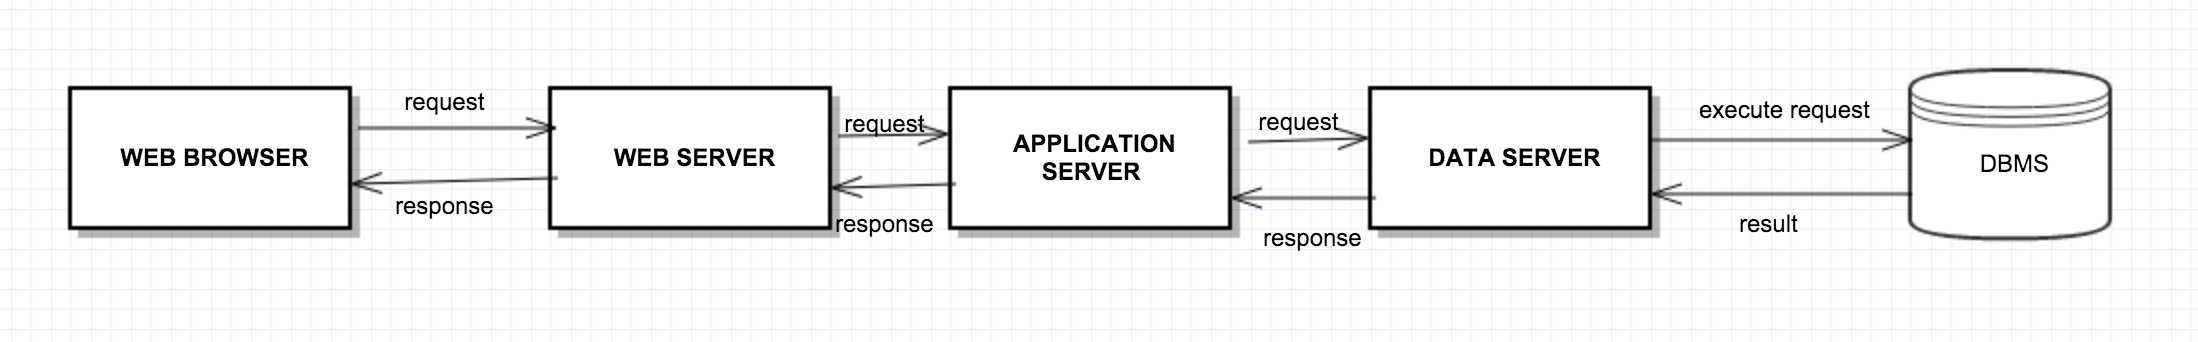 request
WEB BROWSER
response
WEB SERVER
request
response
APPLICATION
SERVER
request
response
DATA SERVER
execute request
result
DBMS